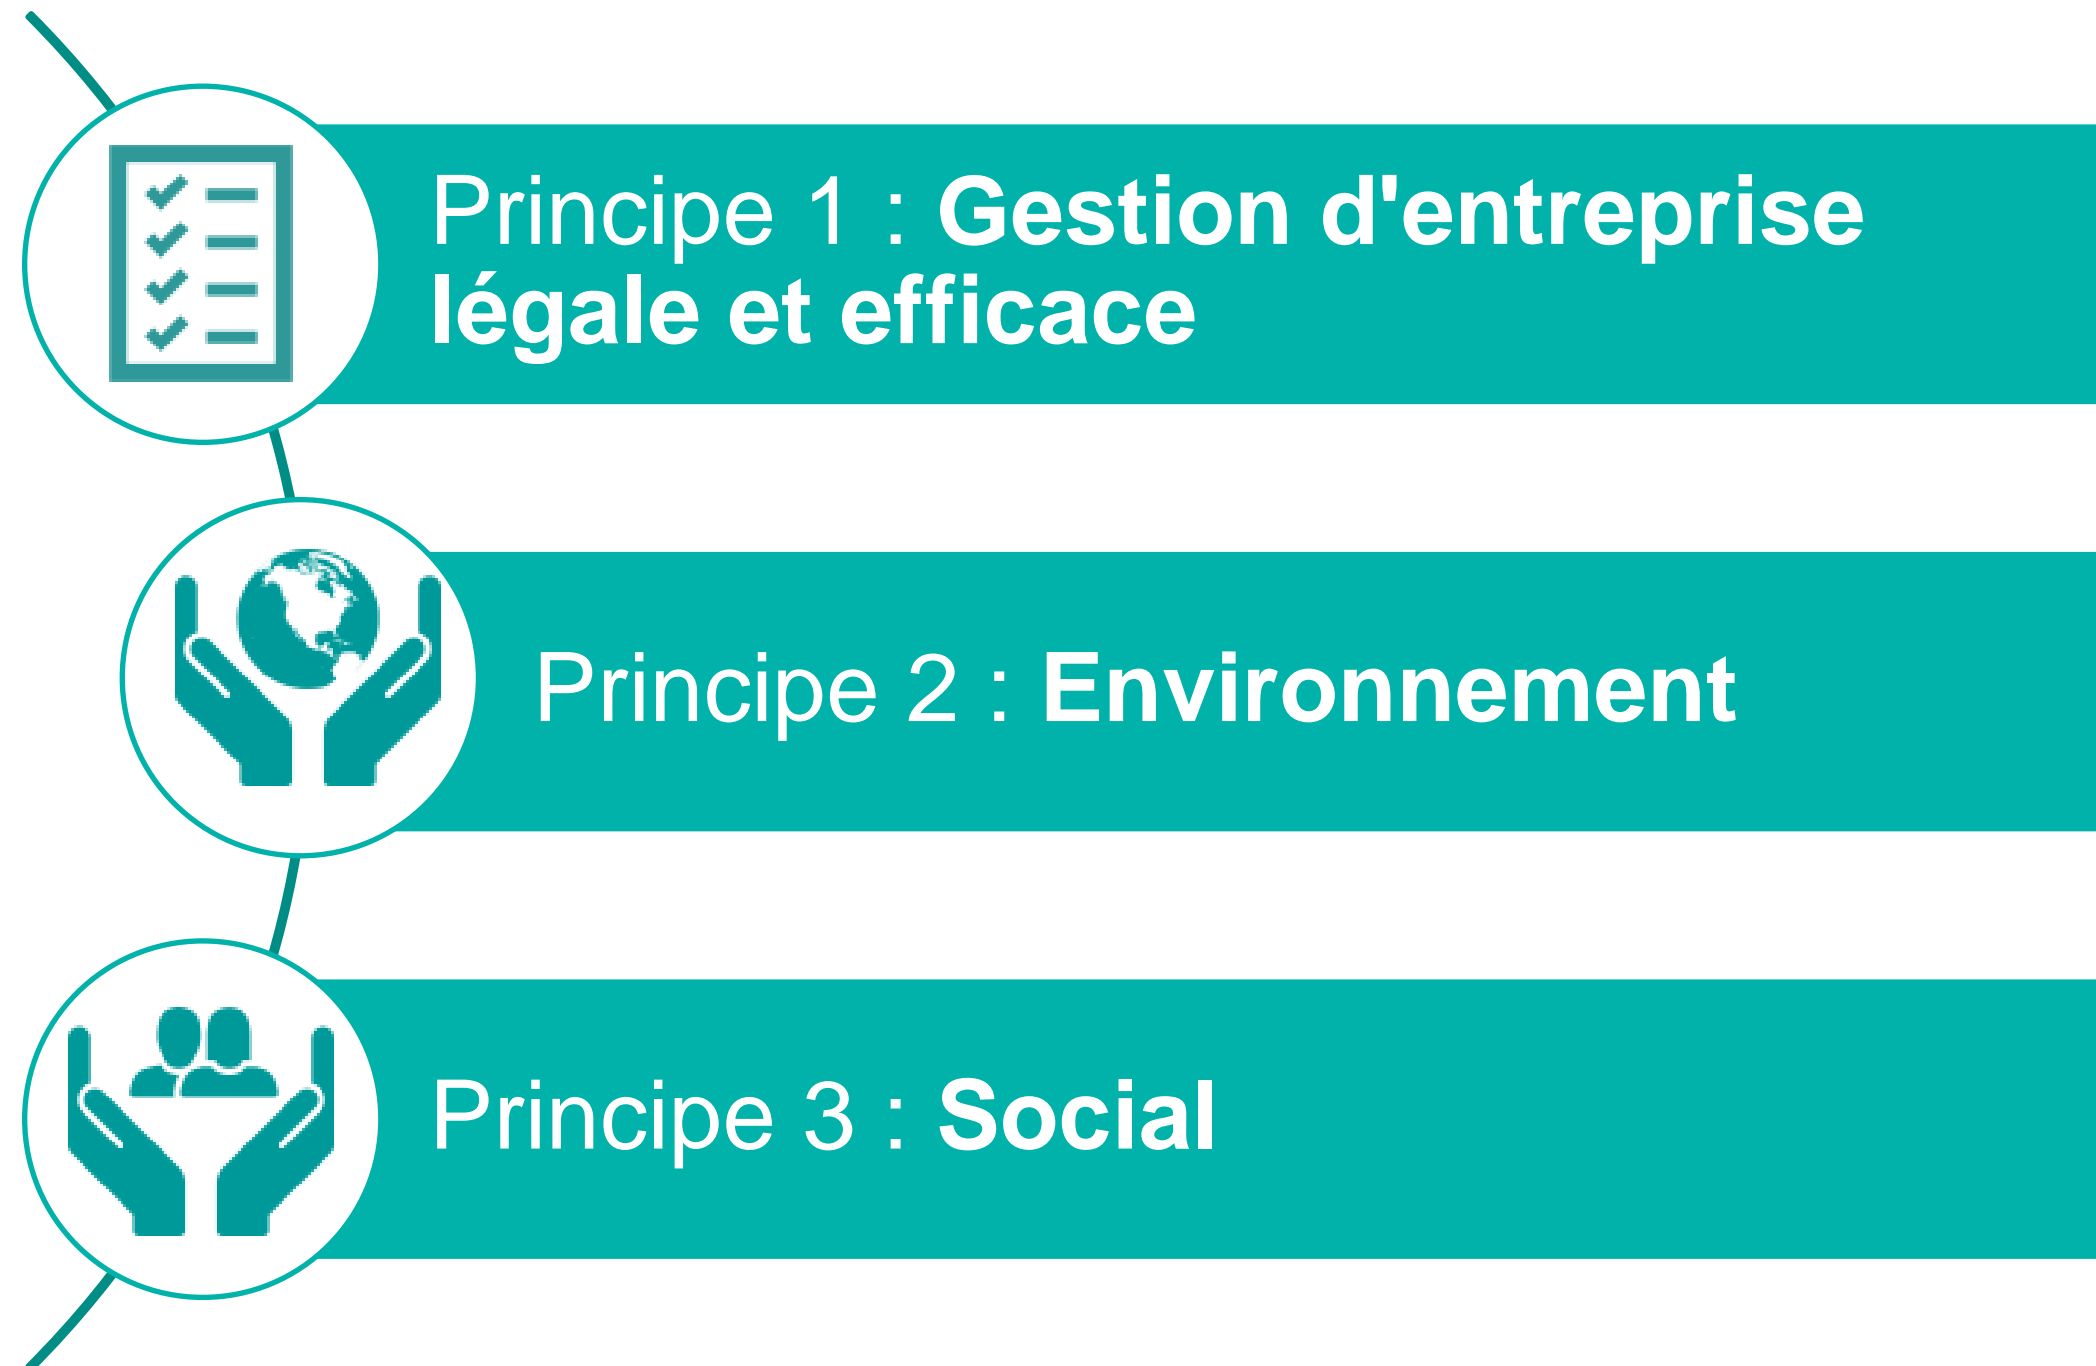 Principe 1 : Gestion d'entreprise
légale et efficace
Principe 2 : Environnement
Principe 3 : Social